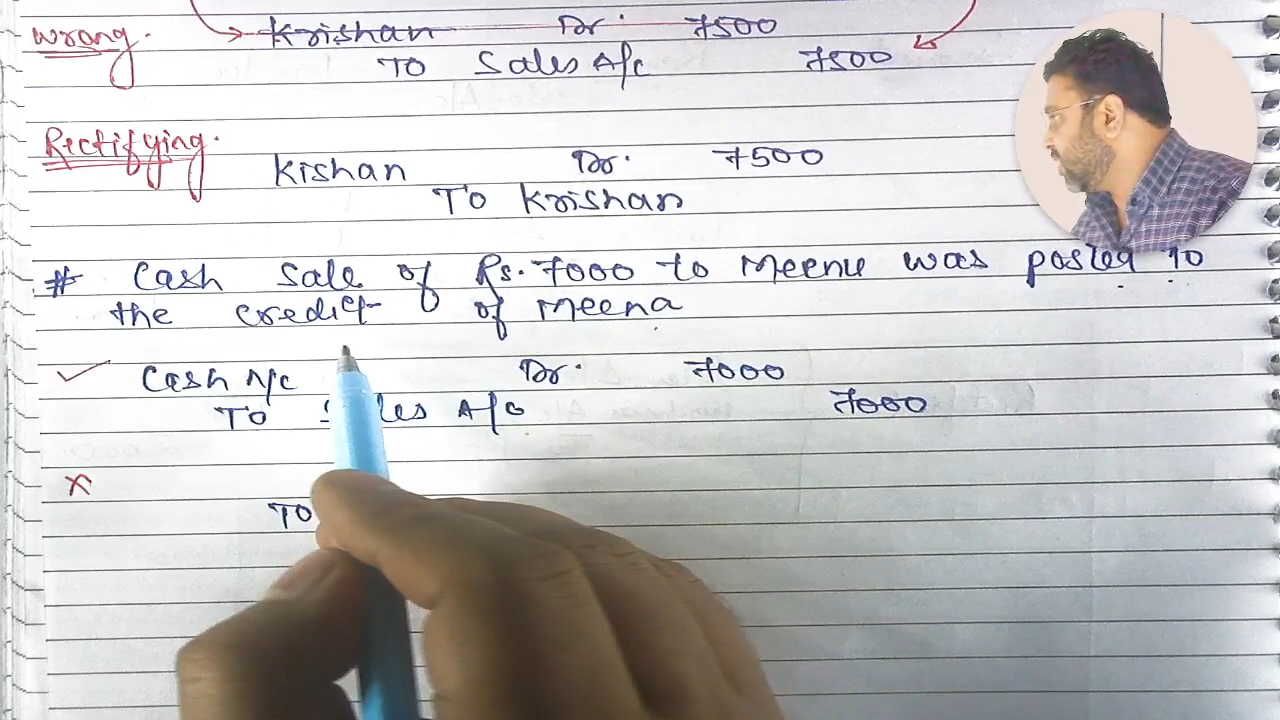 Wrong. Krishan Dr. 7500
To Sales A/c 7500
Rectifying.
Kishan Dr. 7500
To Krishan
# Cash Sale of Rs. 7000 to Meenu was posted to
the credit of Meena
✓ Cash A/c Dr. 7000
To Sales A/c 7000
×
To